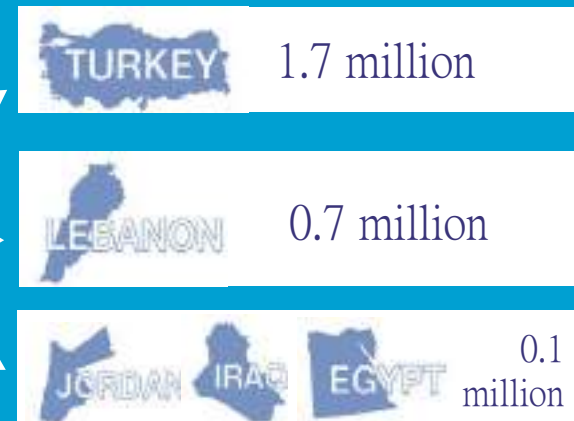 TURKEY 1.7 million
LEBANON 0.7 million
JORDAN IRAQ EGYPT 0.1
million